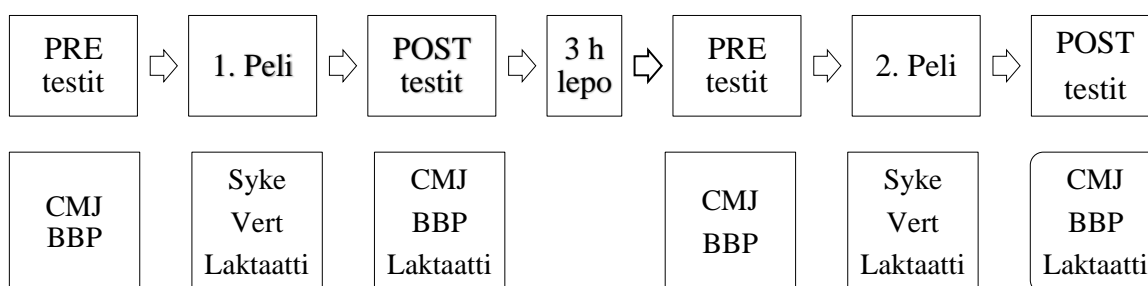 PRE
testit
1. Peli
POST
testit
3 h
lepo
PRE
testit
2. Peli
POST
testit
CMJ
BBP
Syke
Vert
Laktaatti
CMJ
BBP
Laktaatti
CMJ
BBP
Syke
Vert
Laktaatti
CMJ
BBP
Laktaatti